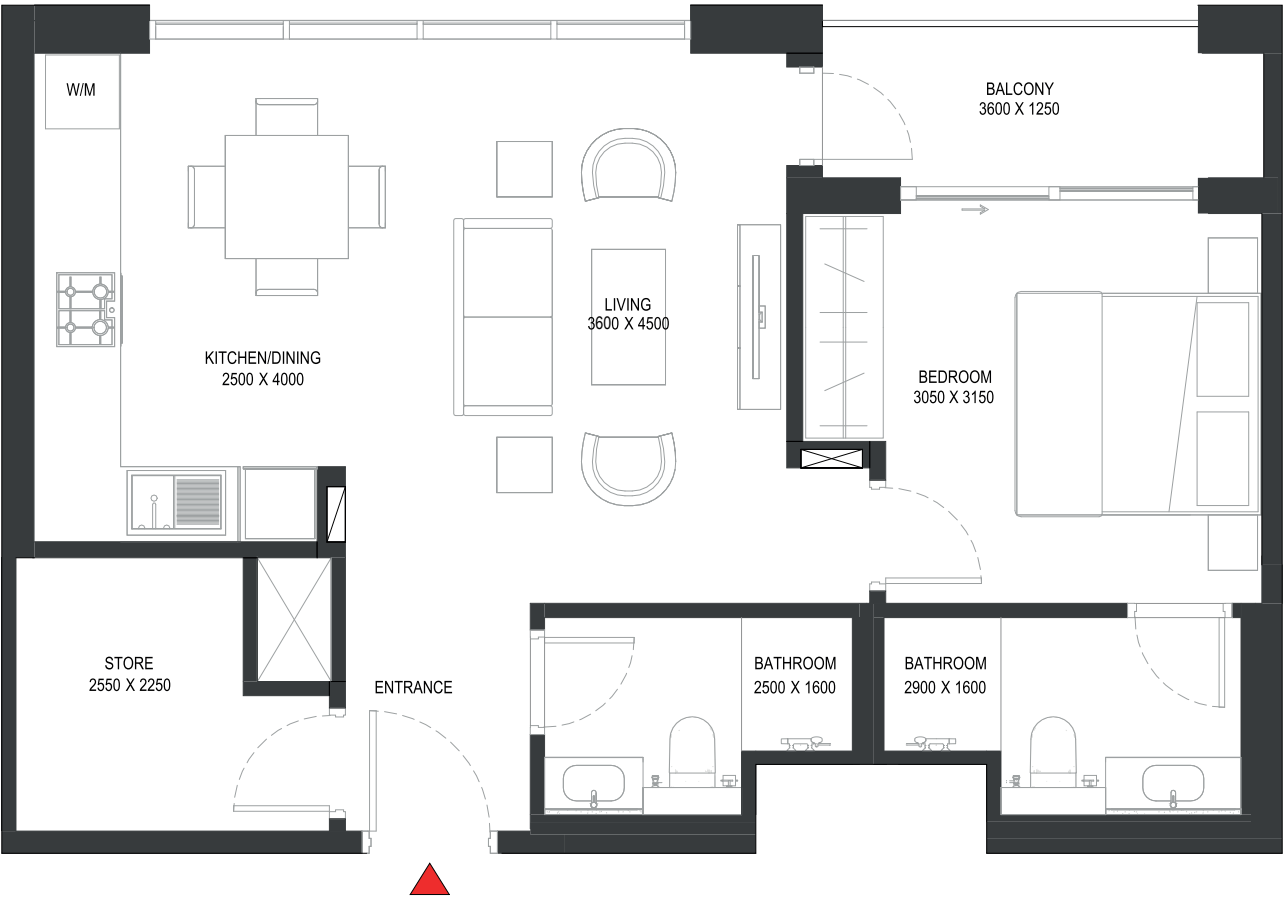 W/M
BALCONY
3600 X 1250
LIVING
3600 X 4500
KITCHEN/DINING
2500 X 4000
BEDROOM
3050 X 3150
STORE
2550 X 2250
ENTRANCE
BATHROOM
2500 X 1600
BATHROOM
2900 X 1600